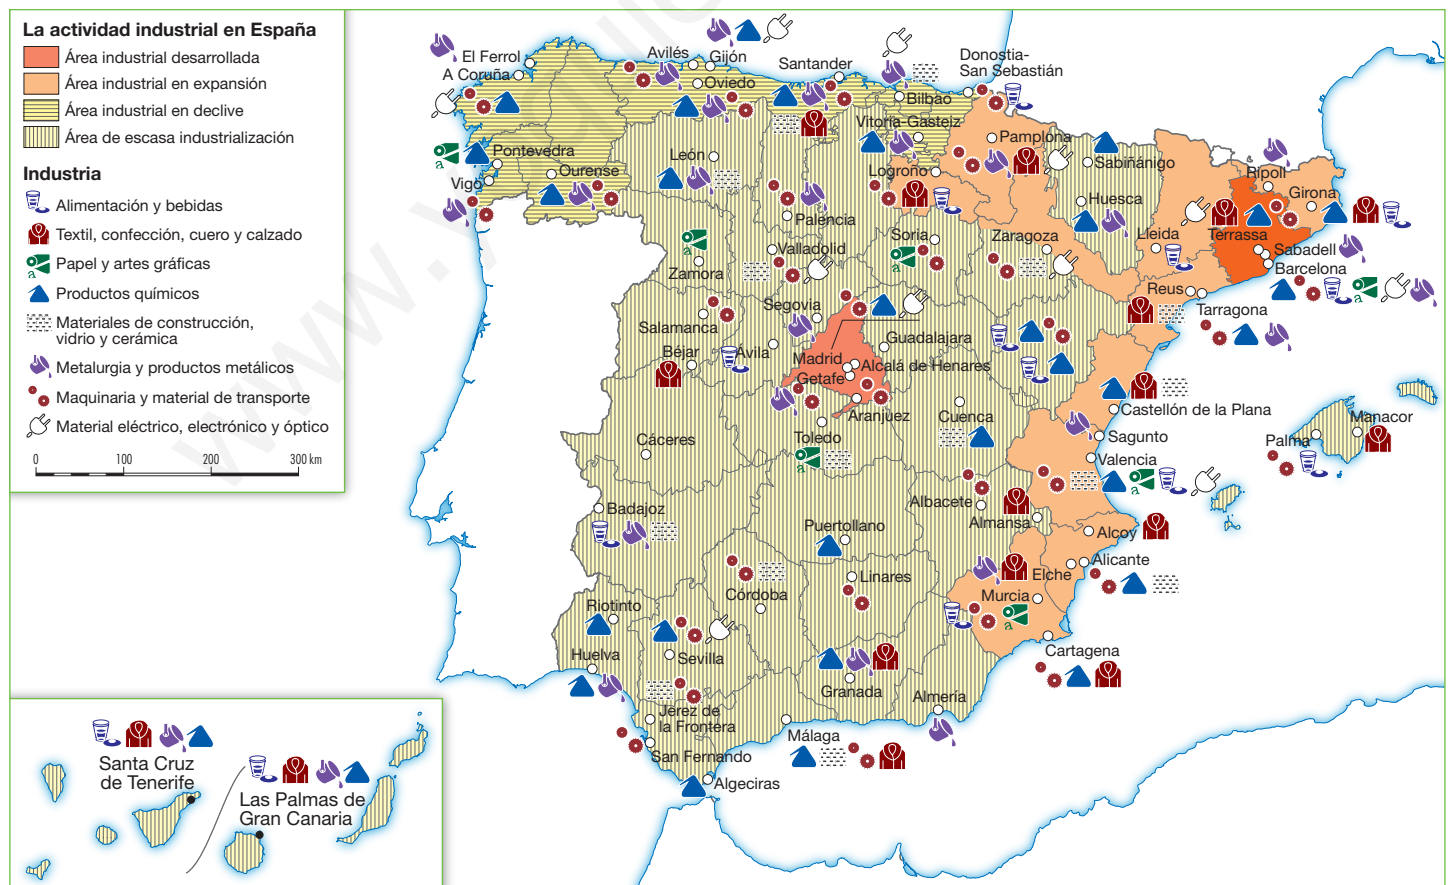 La actividad industrial en España
Área industrial desarrollada
Área industrial en expansión
Área industrial en declive
Área de escasa industrialización
Industria
Alimentación y bebidas
Textil, confección, cuero y calzado
Papel y artes gráficas
Productos químicos
Materiales de construcción,
vidrio y cerámica
Metalurgia y productos metálicos
Maquinaria y material de transporte
Material eléctrico, electrónico y óptico
0 100 200 300 km
El Ferrol
A Coruña
Avilés
Gijón
Oviedo
Santander
Bilbao
Donostia-
San Sebastián
Vitoria-Gasteiz
Pamplona
Pontevedra
Ourense
Vigo
León
Logroño
Sabiñánigo
Huesca
Ripoll
Girona
Palencia
Lleida
Terrassa
Sabadell
Barcelona
Zamora
Valladolid
Soria
Zaragoza
Reus
Tarragona
Salamanca
Segovia
Guadalajara
Béjar
Ávila
Madrid
Alcalá de Henares
Getafe
Aranjuez
Cuenca
Castellón de la Plana
Cáceres
Toledo
Sagunto
Valencia
Palma
Manacor
Badajoz
Albacete
Almansa
Puertollano
Alcoy
Linares
Elche
Alicante
Córdoba
Murcia
Riotinto
Huelva
Sevilla
Cartagena
Granada
Almería
Jerez de
la Frontera
San Fernando
Málaga
Algeciras
Santa Cruz
de Tenerife
Las Palmas de
Gran Canaria